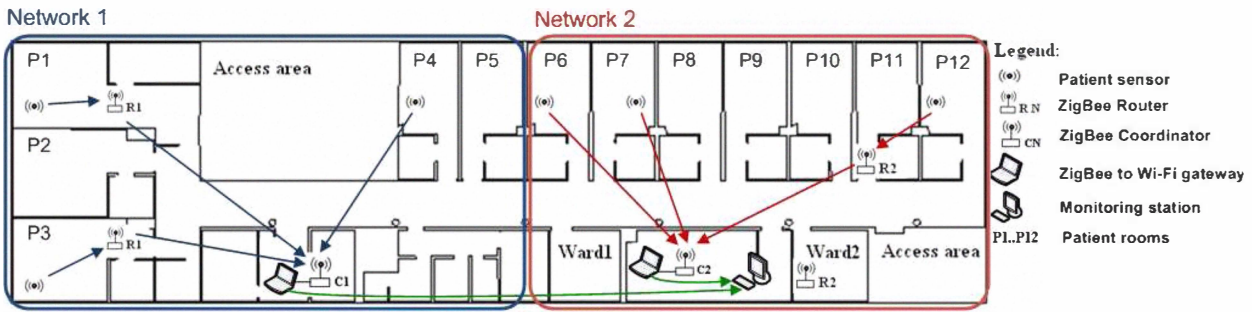 Network 1
Network 2
P1
Access area
P4
P5
P6
P7
P8
P9
P10
P11
P12
R1
P2
R2
P3
R1
C1
Ward1
C2
Ward2
R2
Access area
Legend:
Patient sensor
R N ZigBee Router
CN ZigBee Coordinator
ZigBee to Wi-Fi gateway
Monitoring station
P1..P12 Patient rooms